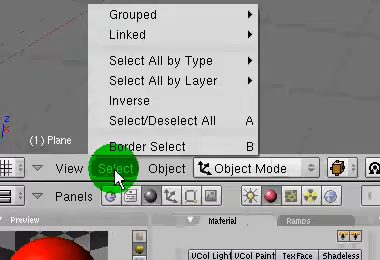 Grouped
Linked
Select All by Type
Select All by Layer
Inverse
Select/Deselect All A
Border Select B
z
x
(1) Plane
View Select Object Object Mode
Panels
Preview Material Ramps
VCol Light VCol Paint TexFace Shadeless